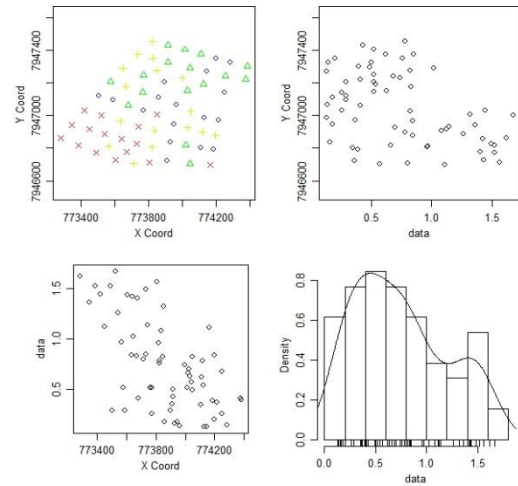 7947400
7947000
7946600
Y Coord
773400 773800 774200
X Coord
7947400
7947000
7946600
Y Coord
0.5 1.0 1.5
data
1.5
1.0
0.5
data
773400 773800 774200
X Coord
0.8
0.6
0.4
0.2
0.0
Density
0.0 0.5 1.0 1.5
data